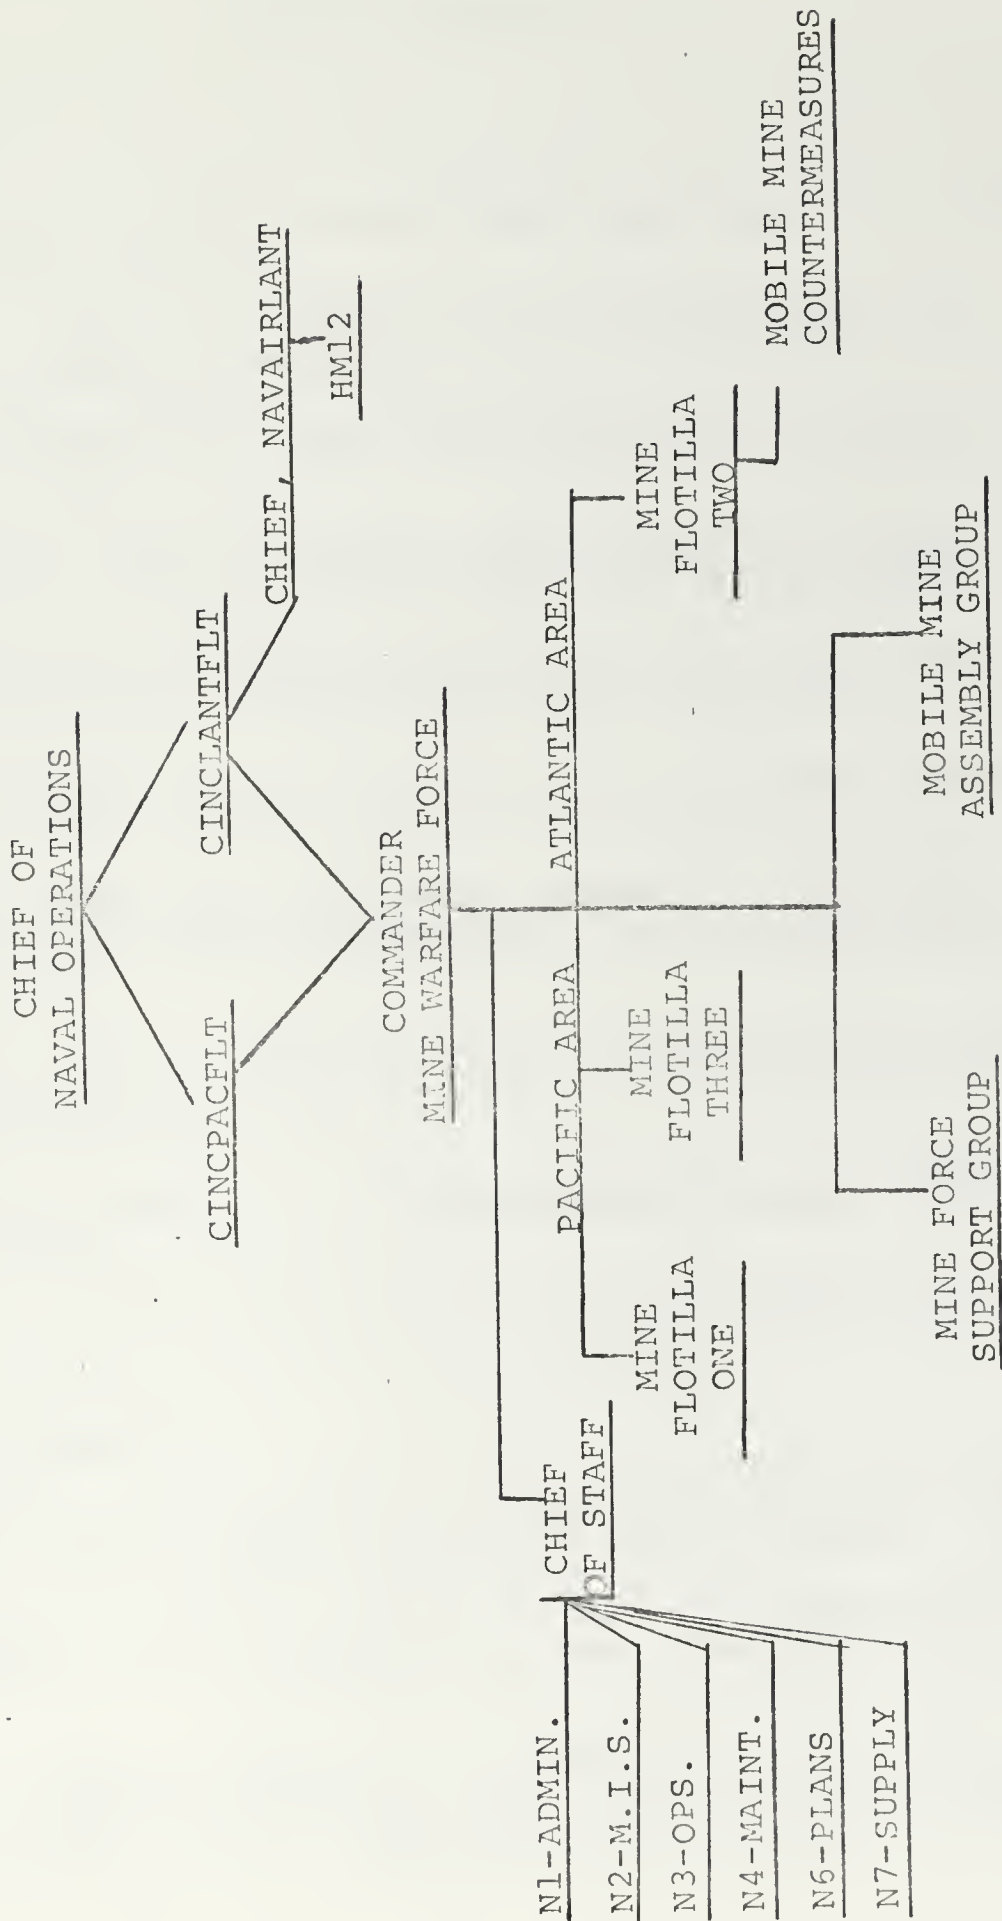 CHIEF OF
NAVAL OPERATIONS
CINCPACFLT
CINCLANTFLT
CHIEF, NAVAIRLANT
HM12
COMMANDER
MINE WARFARE FORCE
CHIEF
OF STAFF
N1-ADMIN.
N2-M.I.S.
N3-OPS.
N4-MAINT.
N6-PLANS
N7-SUPPLY
PACIFIC AREA
ATLANTIC AREA
MINE
FLOTILLA
ONE
MINE
FLOTILLA
THREE
MINE
FLOTILLA
TWO
MOBILE MINE
COUNTERMEASURES
MINE FORCE
SUPPORT GROUP
MOBILE MINE
ASSEMBLY GROUP